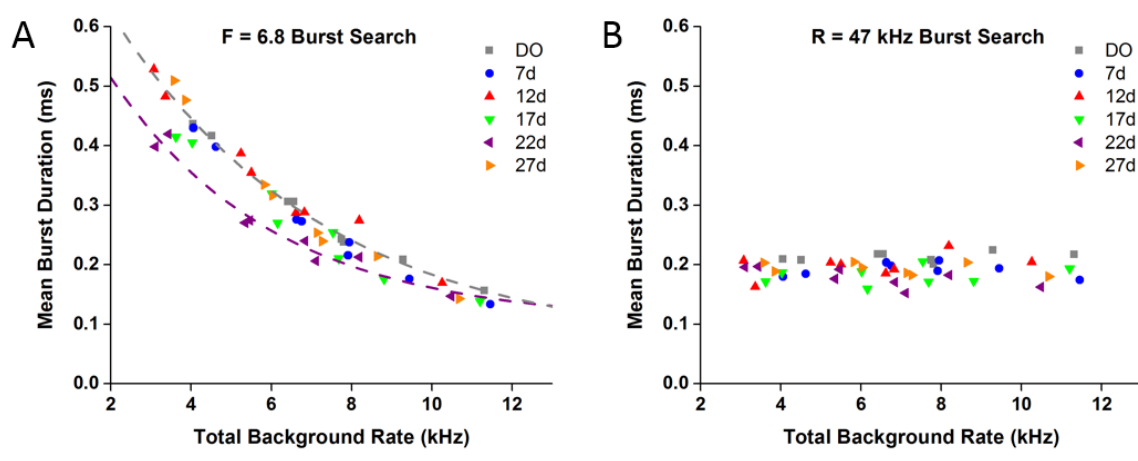 A
F = 6.8 Burst Search
DO
7d
12d
17d
22d
27d
Mean Burst Duration (ms)
0.6
0.5
0.4
0.3
0.2
0.1
0.0
2 4 6 8 10 12
Total Background Rate (kHz)
B
R = 47 kHz Burst Search
DO
7d
12d
17d
22d
27d
Mean Burst Duration (ms)
0.6
0.5
0.4
0.3
0.2
0.1
0.0
2 4 6 8 10 12
Total Background Rate (kHz)